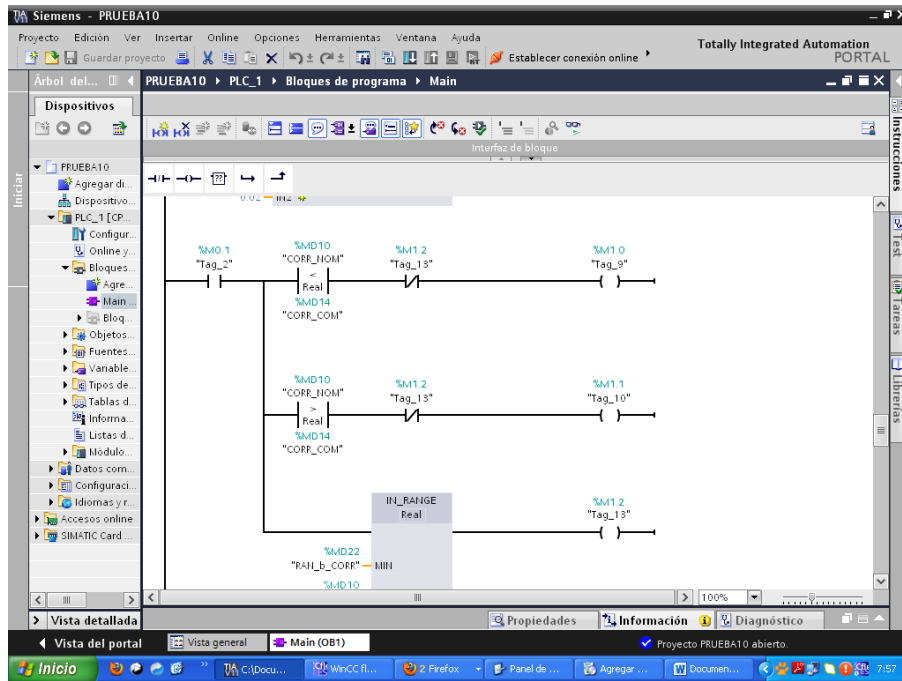 Siemens - PRUEBA10
Proyecto Edición Ver Insertar Online Opciones Herramientas Ventana Ayuda
Totally Integrated Automation
PORTAL
Guardar proyecto
Establecer conexión online
Árbol del...
PRUEBA10 PLC_1 Bloques de programa Main
Dispositivos
Interfaz de bloque
PRUEBA10
Agregar di...
Dispositivo...
PLC_1 [CP...
Configur...
Online y...
Bloques...
Agre...
Main ...
Bloq...
Objetos...
Fuentes...
Variable...
Tipos de...
Tablas d...
Informa...
Listas d...
Módulo...
Datos com...
Configuraci...
Idiomas y r...
Accesos online
SIMATIC Card ...
Iniciar
??
0.02 IN2
%M0.1
"Tag_2"
%MD10
"CORR_NOM"
<
Real
%MD14
"CORR_COM"
%M1.2
"Tag_13"
%M1.0
"Tag_9"
%MD10
"CORR_NOM"
>
Real
%MD14
"CORR_COM"
%M1.2
"Tag_13"
%M1.1
"Tag_10"
IN_RANGE
Real
%M1.2
"Tag_13"
%MD22
"RAN_b_CORR" MIN
%MD10
Instrucciones
Test
Tareas
Librerías
100%
Vista detallada
Propiedades
Información
Diagnóstico
Vista del portal
Vista general
Main (OB1)
Proyecto PRUEBA10 abierto.
Inicio
C:\Docu...
WinCC fl...
2 Firefox
Panel de ...
Agregar ...
Documen...
7:57